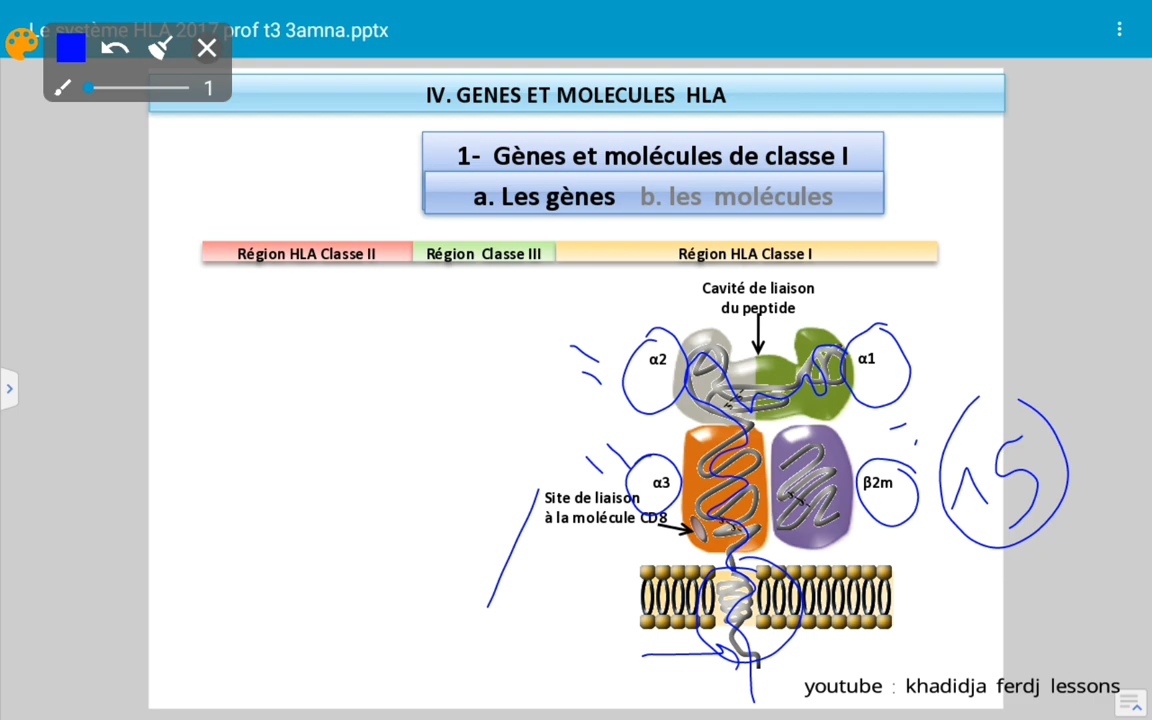 Le système HLA 2017 prof t3 3amna.pptx
1
IV. GENES ET MOLECULES HLA
1- Gènes et molécules de classe I
a. Les gènes b. les molécules
Région HLA Classe II Région Classe III Région HLA Classe I
Cavité de liaison
du peptide
α2 α1
α3 β2m
15
Site de liaison
à la molécule CD8
youtube : khadidja ferdj lessons